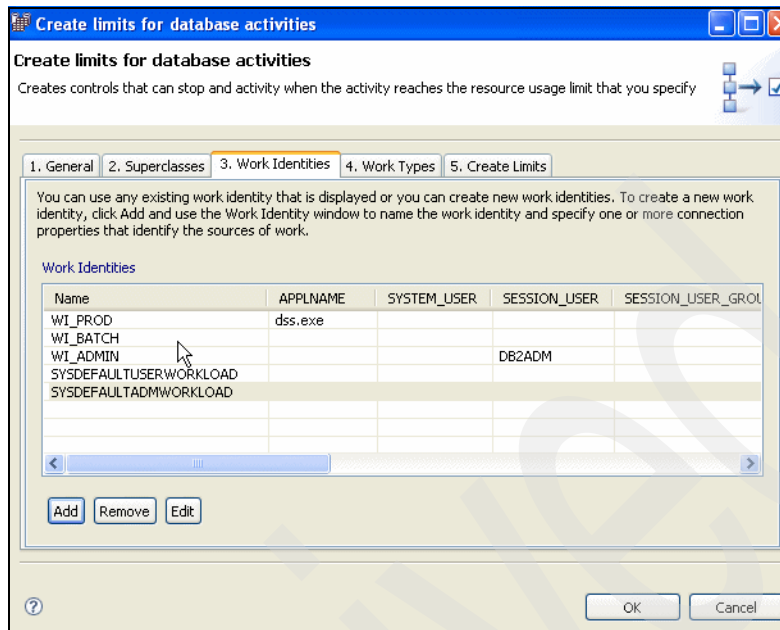 Create limits for database activities
Create limits for database activities
Creates controls that can stop and activity when the activity reaches the resource usage limit that you specify
1. General 2. Superclasses 3. Work Identities 4. Work Types 5. Create Limits
You can use any existing work identity that is displayed or you can create new work identities. To create a new work
identity, click Add and use the Work Identity window to name the work identity and specify one or more connection
properties that identify the sources of work.
Work Identities
Name APPLNAME SYSTEM_USER SESSION_USER SESSION_USER_GROU
WI_PROD dss.exe
WI_BATCH
WI_ADMIN DB2ADM
SYSDEFAULTUSERWORKLOAD
SYSDEFAULTADMWORKLOAD
Add Remove Edit
? OK Cancel